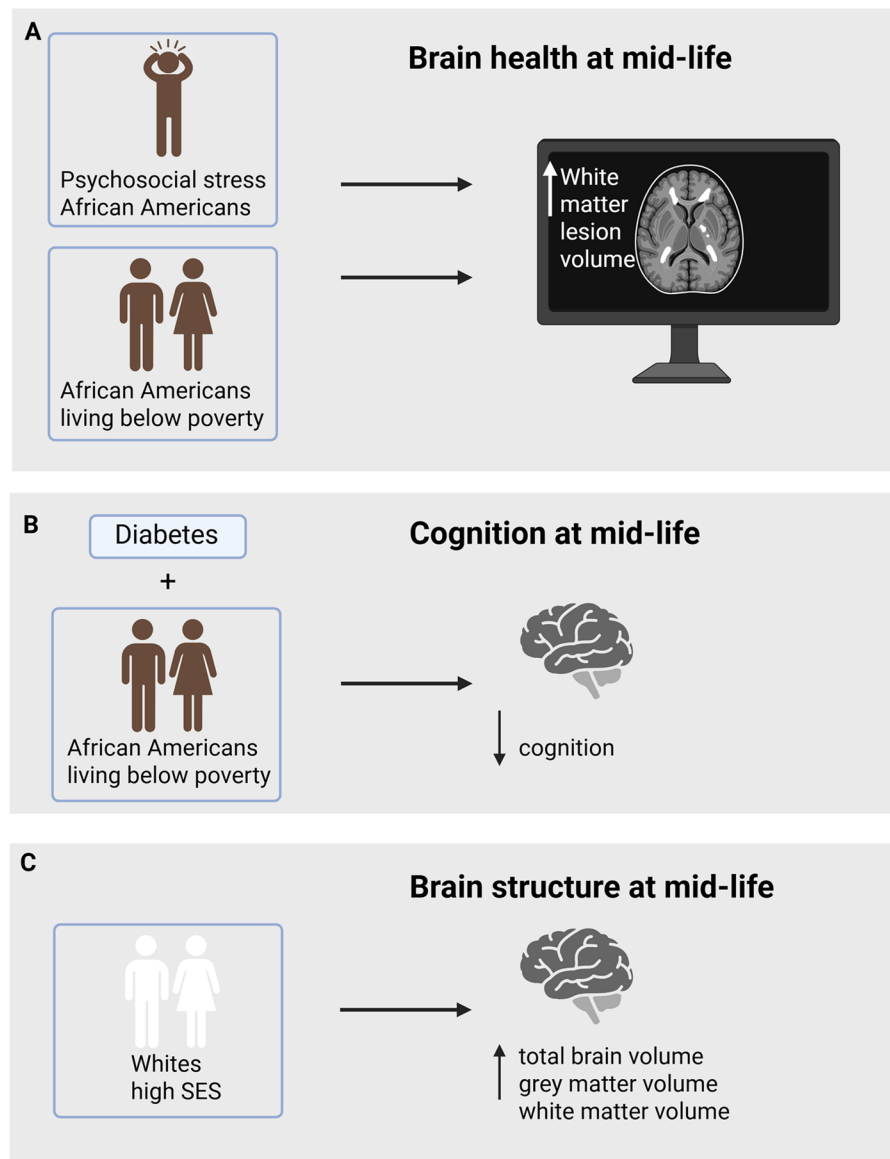 A
Brain health at mid-life
Psychosocial stress
African Americans
White
matter
lesion
volume
African Americans
living below poverty
B
Diabetes
Cognition at mid-life
+
African Americans
living below poverty
cognition
C
Brain structure at mid-life
Whites
high SES
total brain volume
grey matter volume
white matter volume